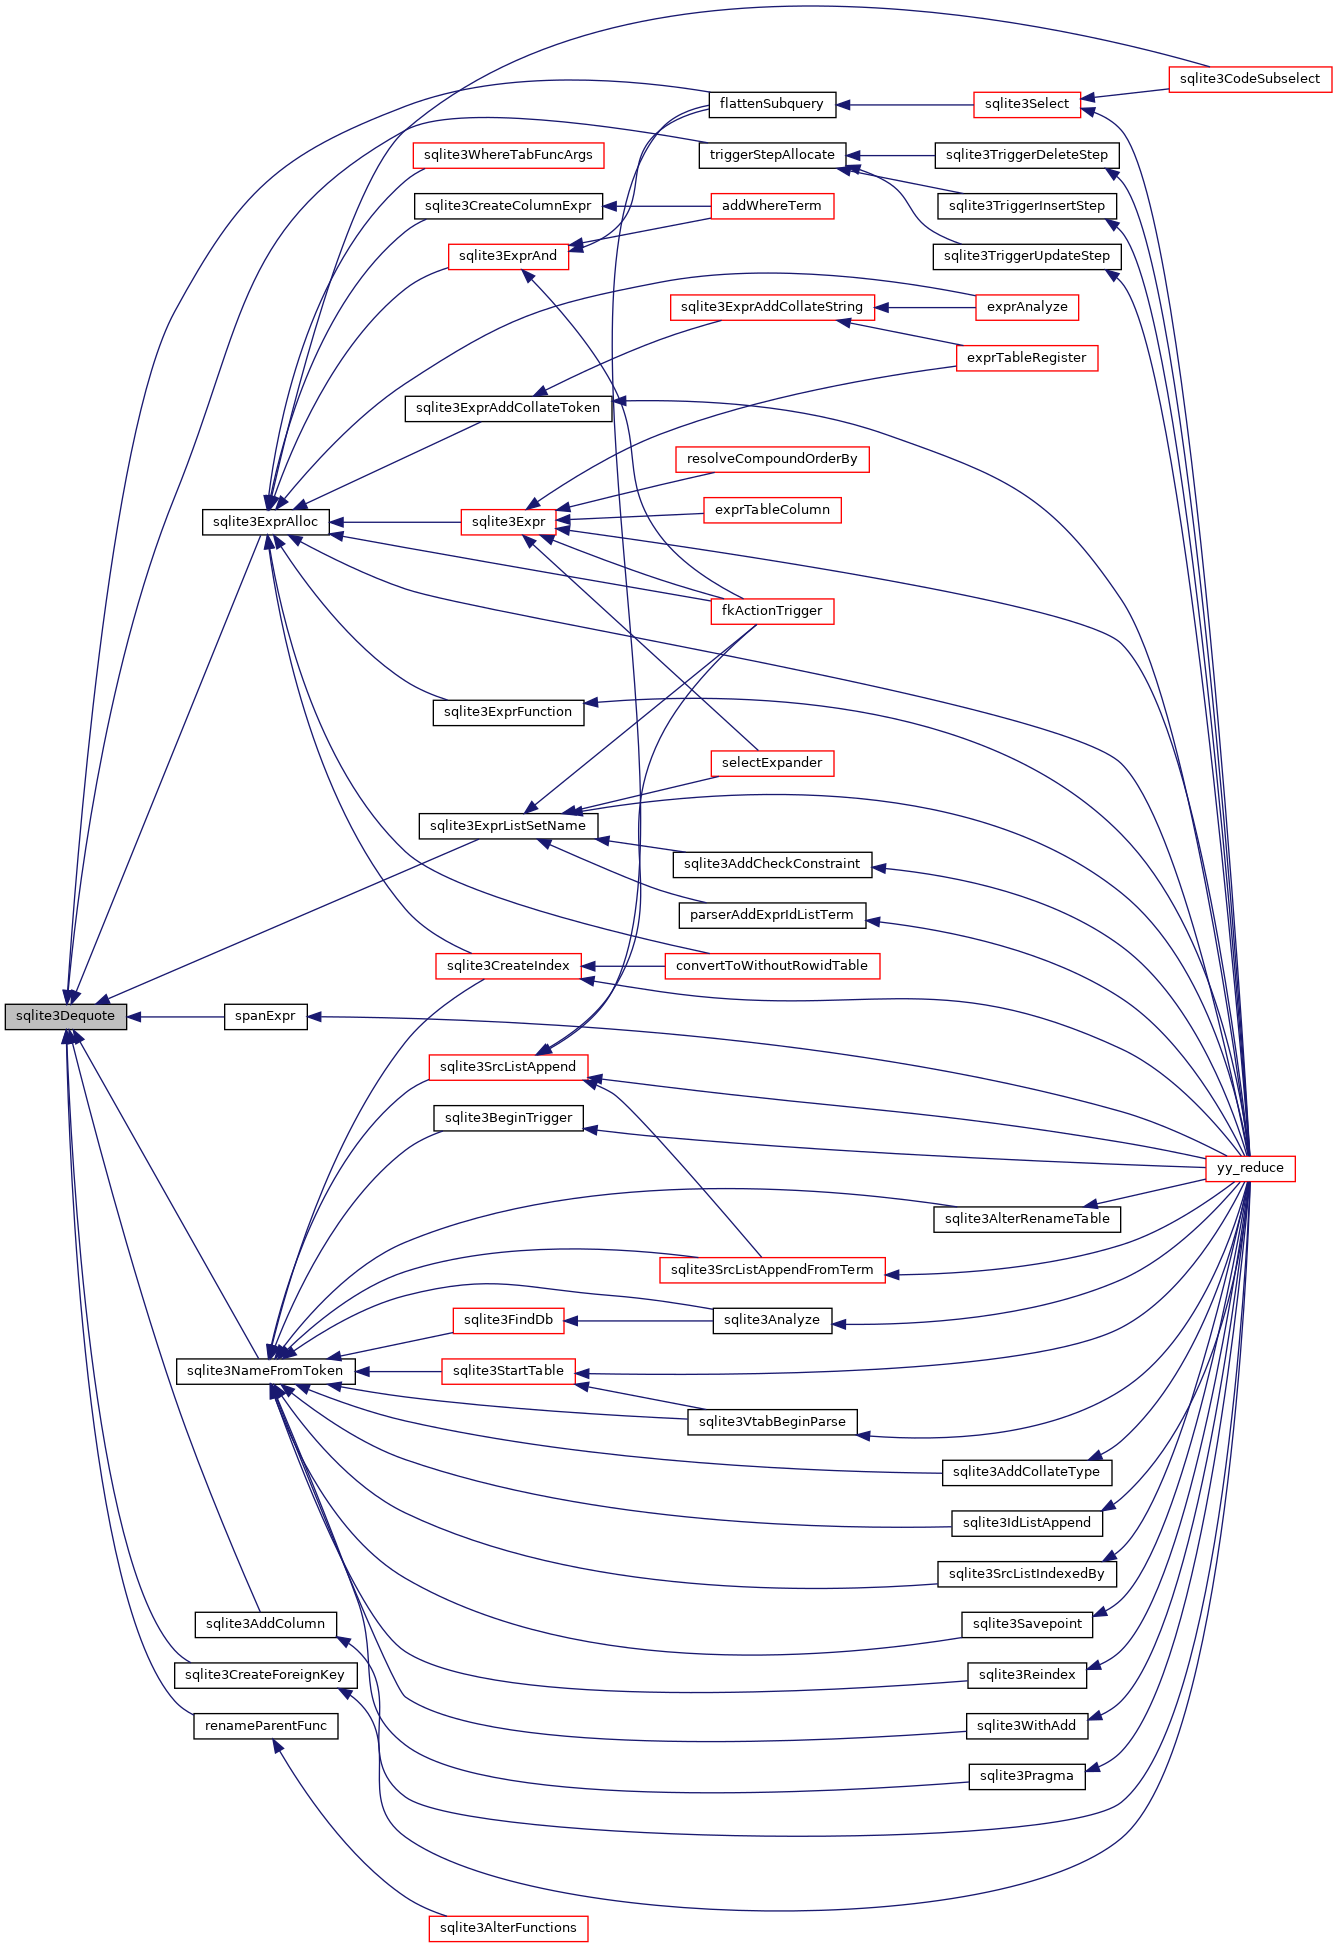 sqlite3CodeSubselect
flattenSubquery
sqlite3Select
sqlite3WhereTabFuncArgs
triggerStepAllocate
sqlite3TriggerDeleteStep
sqlite3CreateColumnExpr
addWhereTerm
sqlite3TriggerInsertStep
sqlite3ExprAnd
sqlite3TriggerUpdateStep
sqlite3ExprAddCollateString
exprAnalyze
exprTableRegister
sqlite3ExprAddCollateToken
resolveCompoundOrderBy
exprTableColumn
sqlite3ExprAlloc
sqlite3Expr
fkActionTrigger
sqlite3ExprFunction
selectExpander
sqlite3ExprListSetName
sqlite3AddCheckConstraint
parserAddExprIdListTerm
sqlite3CreateIndex
convertToWithoutRowidTable
sqlite3Dequote
spanExpr
sqlite3SrcListAppend
sqlite3BeginTrigger
yy_reduce
sqlite3AlterRenameTable
sqlite3SrcListAppendFromTerm
sqlite3FindDb
sqlite3Analyze
sqlite3NameFromToken
sqlite3StartTable
sqlite3VtabBeginParse
sqlite3AddCollateType
sqlite3IdListAppend
sqlite3SrcListIndexedBy
sqlite3AddColumn
sqlite3Savepoint
sqlite3CreateForeignKey
sqlite3Reindex
renameParentFunc
sqlite3WithAdd
sqlite3Pragma
sqlite3AlterFunctions